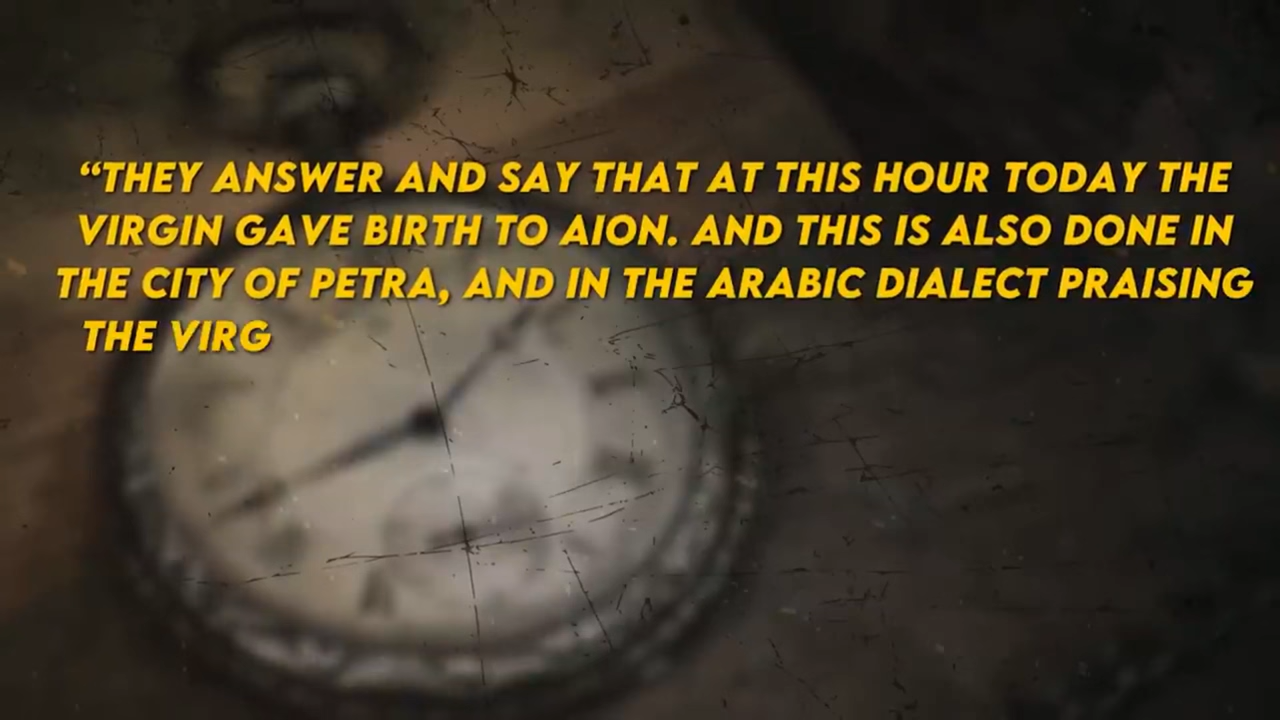 “THEY ANSWER AND SAY THAT AT THIS HOUR TODAY THE
VIRGIN GAVE BIRTH TO AION. AND THIS IS ALSO DONE IN
THE CITY OF PETRA, AND IN THE ARABIC DIALECT PRAISING
THE VIRG